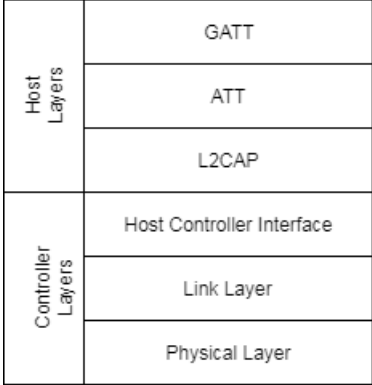 Host
Layers
GATT
ATT
L2CAP
Controller
Layers
Host Controller Interface
Link Layer
Physical Layer